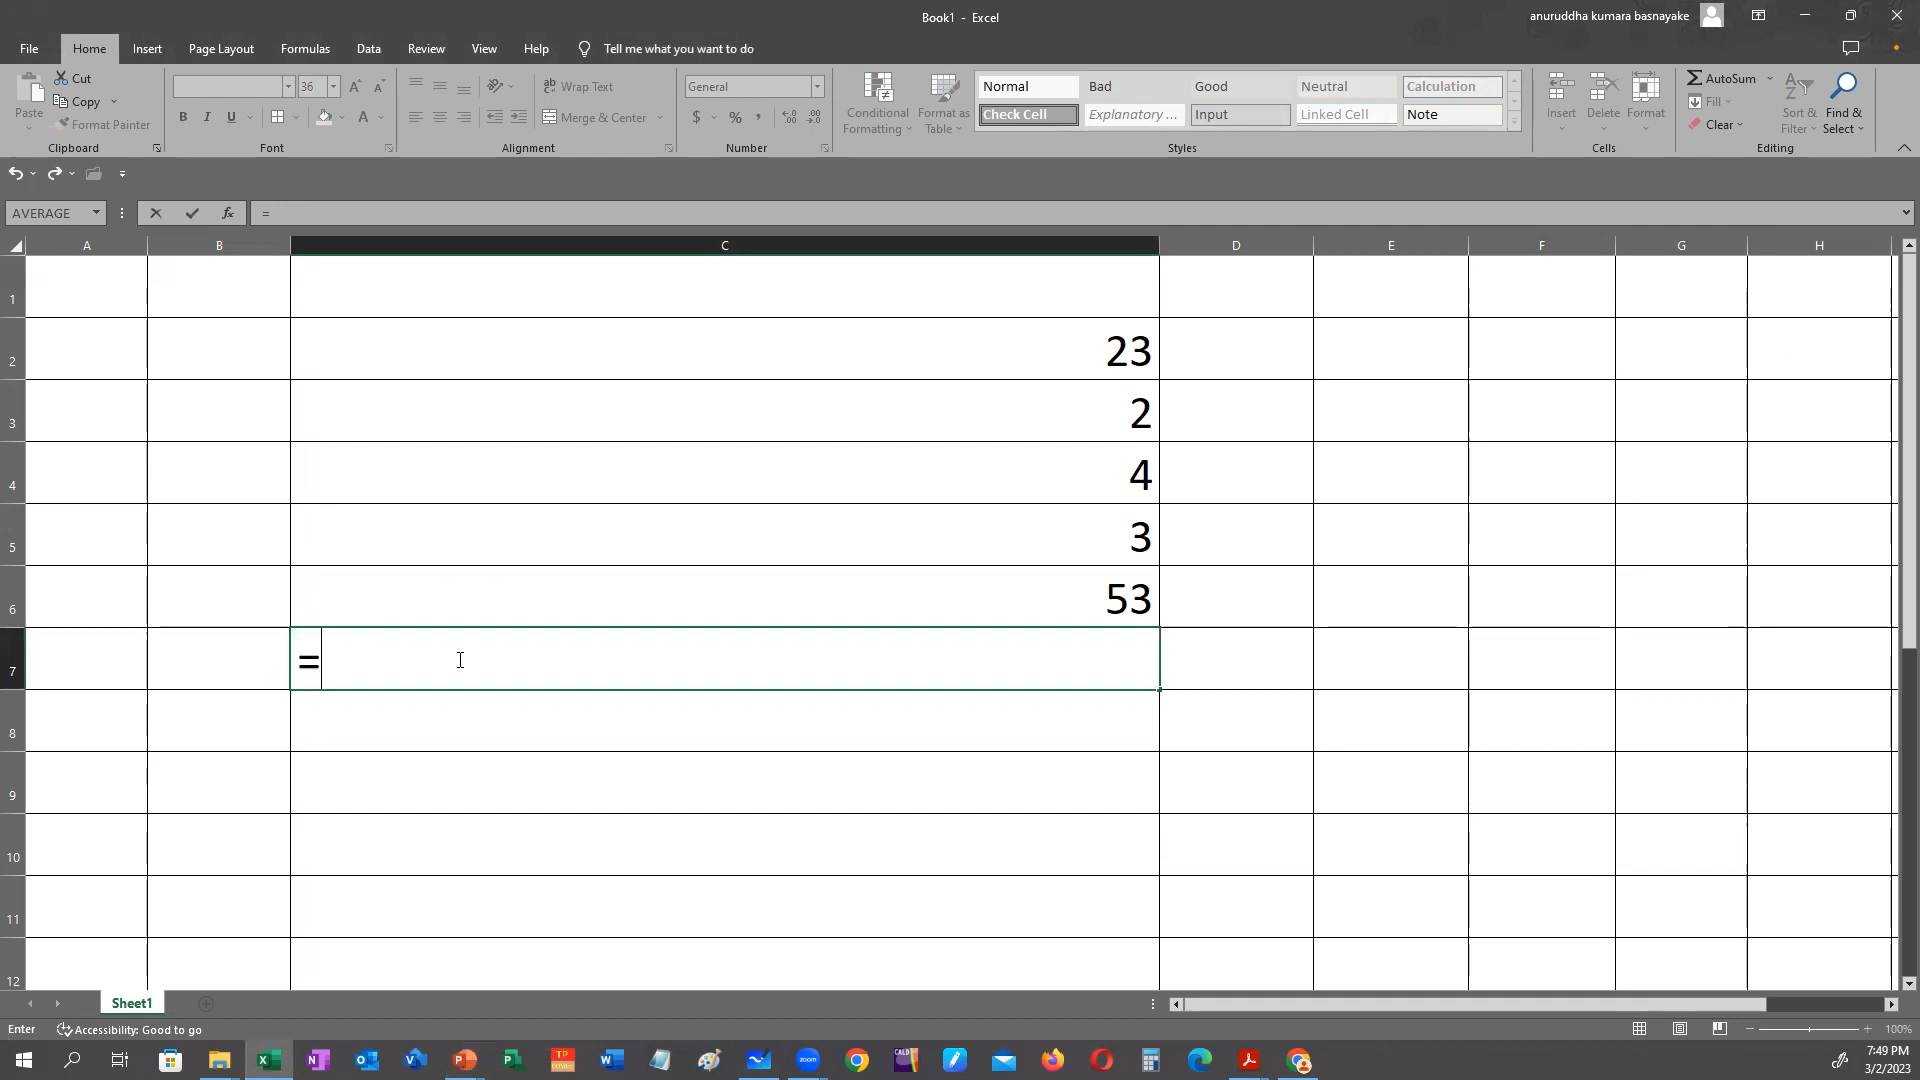 Book1 - Excel
anuruddha kumara basnayake
File Home Insert Page Layout Formulas Data Review View Help Tell me what you want to do
Cut
Copy
Format Painter
Paste
Clipboard
36
B I U
Font
Wrap Text
Merge & Center
Alignment
General
$ % ,
Number
Conditional Formatting
Format as Table
Normal Bad Good Neutral Calculation
Check Cell Explanatory ... Input Linked Cell Note
Styles
Insert Delete Format
Cells
AutoSum
Fill
Clear
Sort & Filter
Find & Select
Editing
AVERAGE fx =
A B C D E F G H
1
2 23
3 2
4 4
5 3
6 53
7 =
8
9
10
11
12
Sheet1
Enter Accessibility: Good to go 100%
7:49 PM
3/2/2023